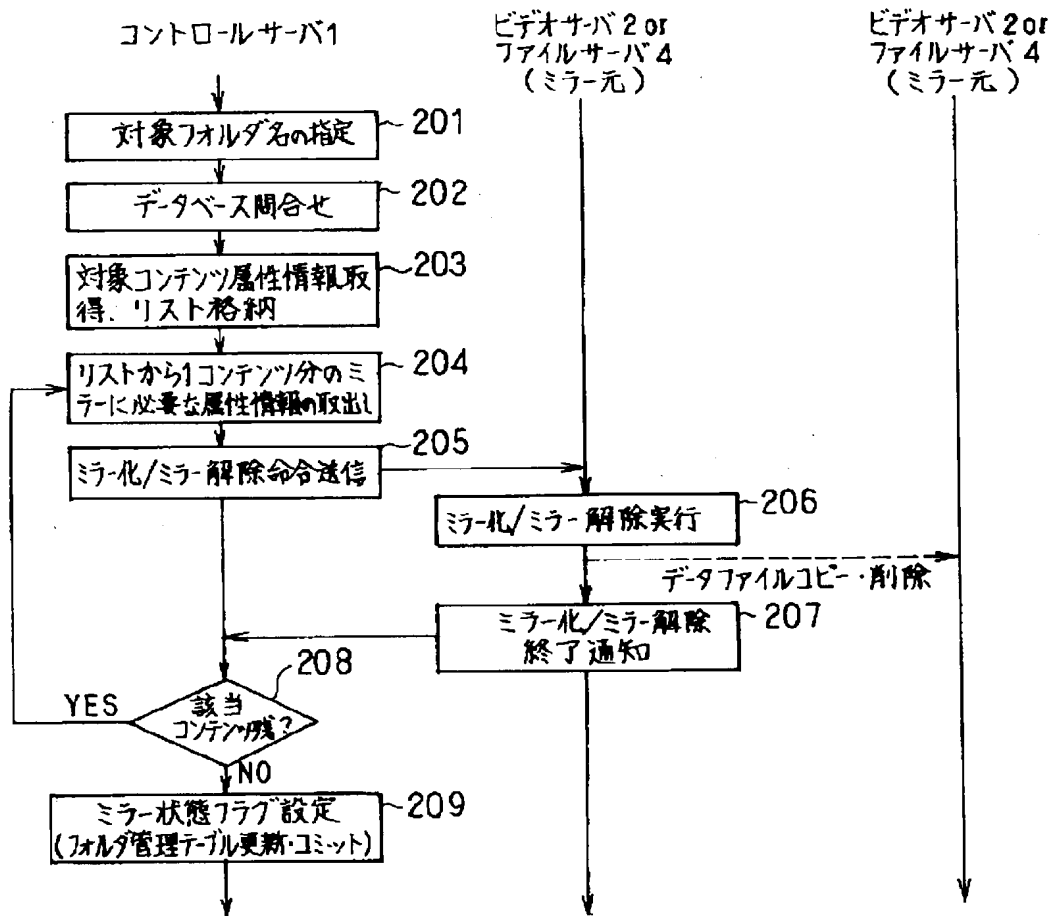 コントロールサーバ1
ビデオサーバ2or
ファイルサーバ4
(ミラー元)
ビデオサーバ2or
ファイルサーバ4
(ミラー元)
対象フォルダ名の指定
201
データベース問合せ
202
対象コンテンツ属性情報取
得、リスト格納
203
リストから1コンテンツ分のミ
ラーに必要な属性情報の取出し
204
ミラー化/ミラー解除命令送信
205
ミラー化/ミラー解除実行
206
データファイルコピー・削除
ミラー化/ミラー解除
終了通知
207
208
YES
該当
コンテンツ残?
NO
ミラー状態フラグ設定
(フォルダ管理テーブル更新・コミット)
209